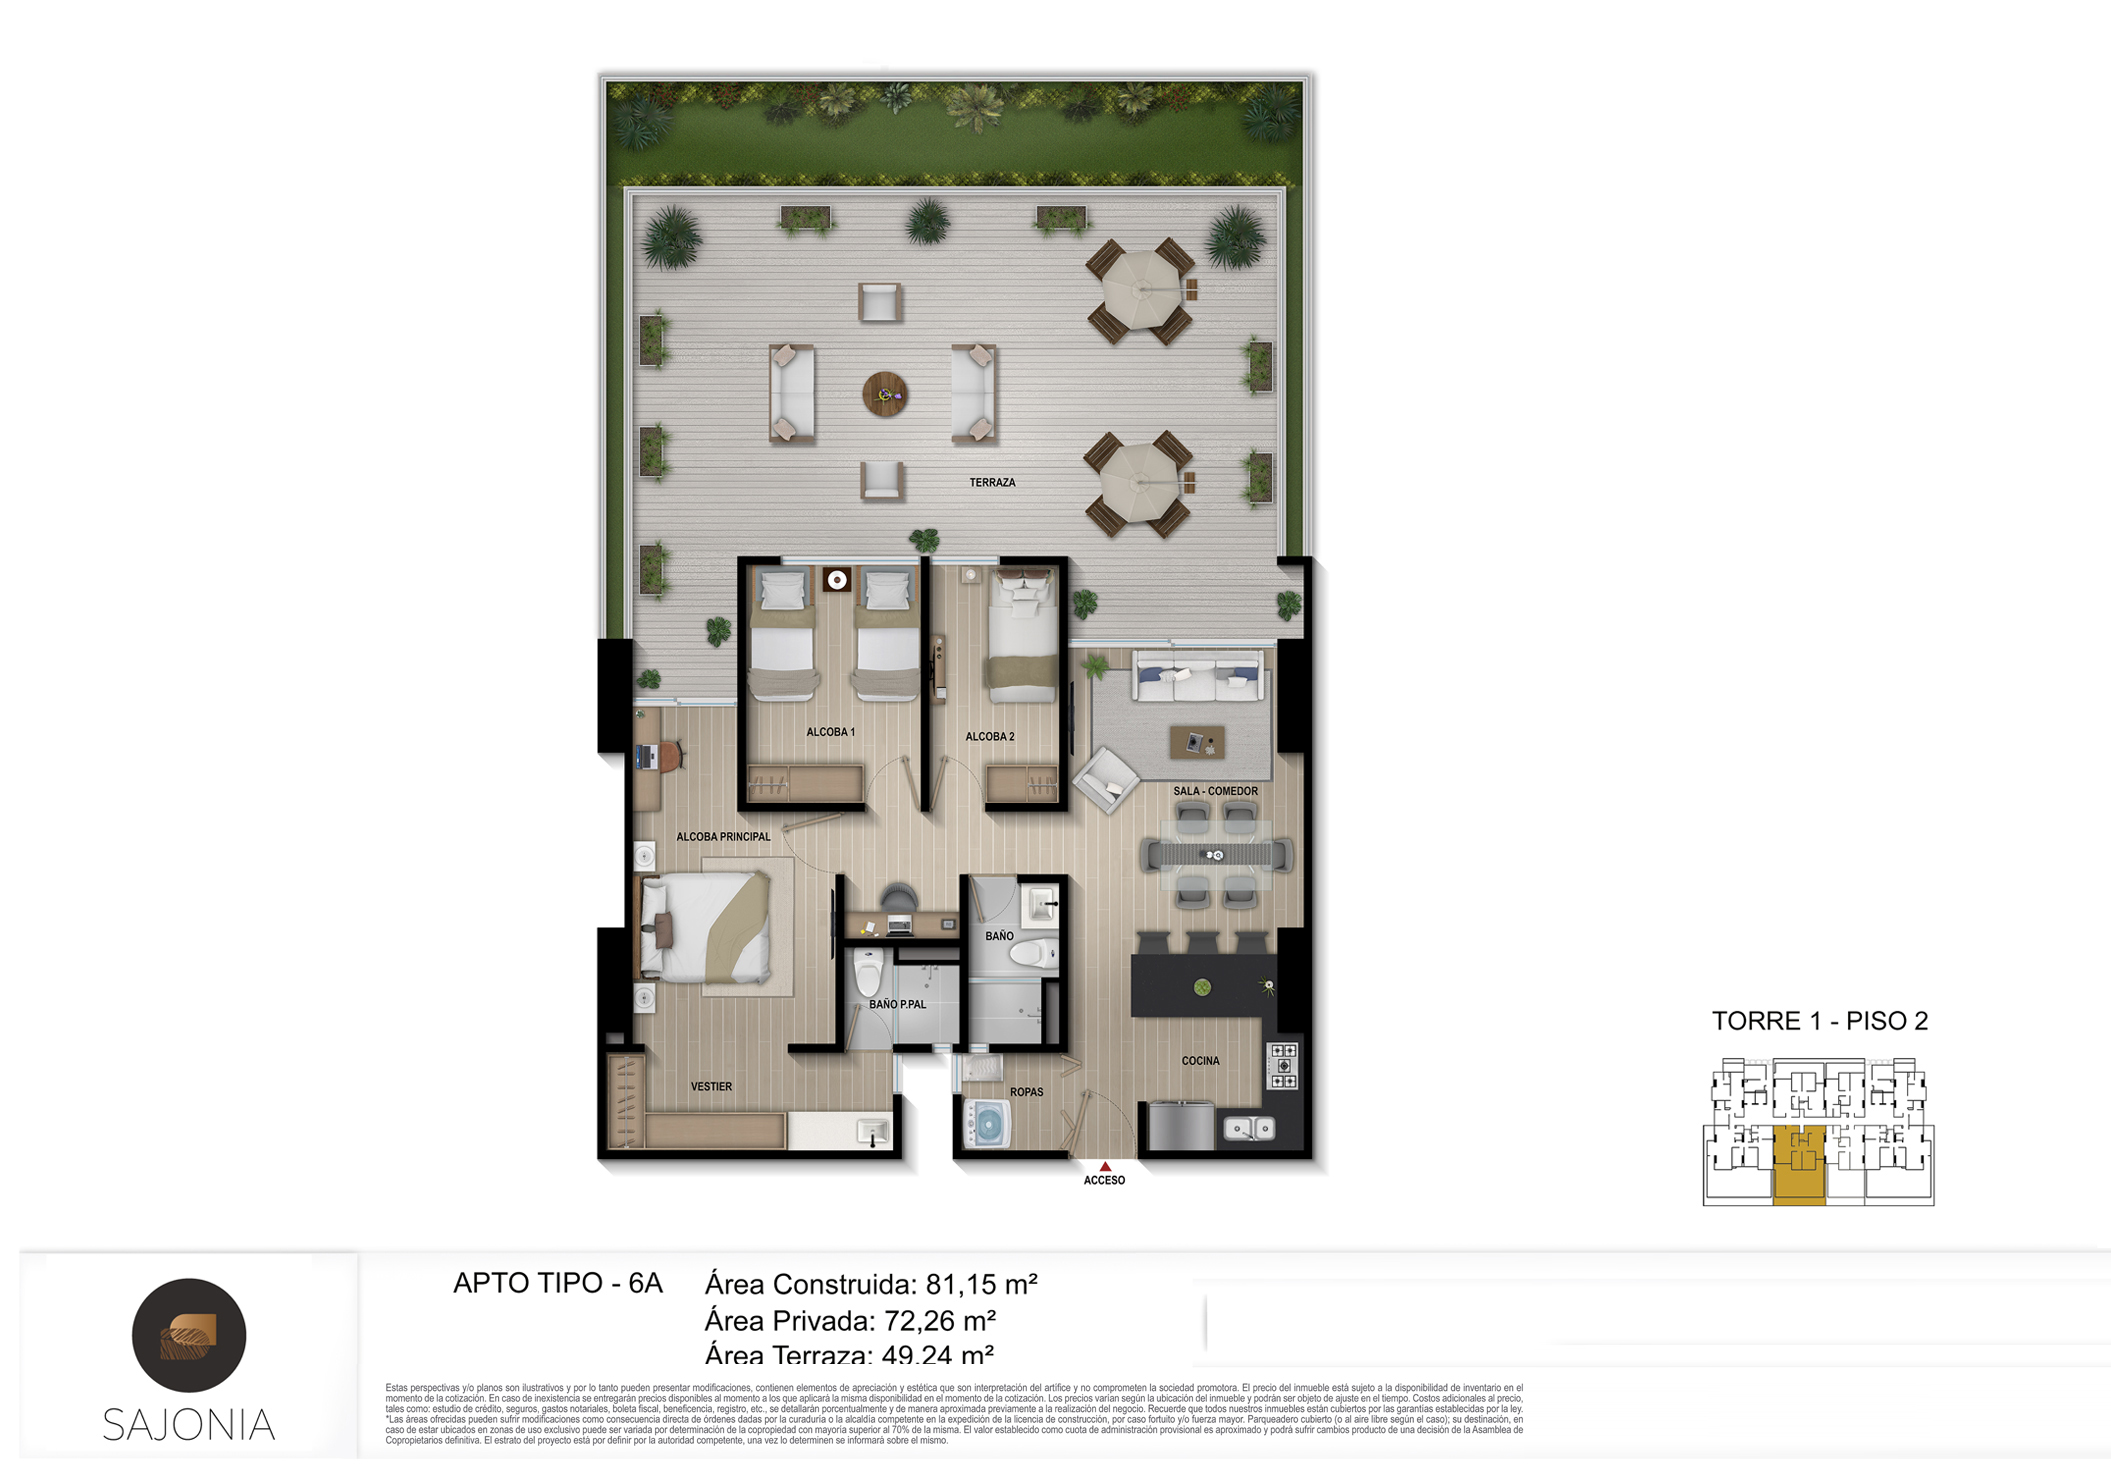 TERRAZA
ALCOBA 1
ALCOBA 2
SALA - COMEDOR
ALCOBA PRINCIPAL
BAÑO
BAÑO P.PAL
COCINA
VESTIER
ROPAS
ACCESO
TORRE 1 - PISO 2
APTO TIPO - 6A
Área Construida: 81,15 m²
Área Privada: 72,26 m²
Área Terraza: 49,24 m²
SAJONIA
Estas perspectivas y/o planos son ilustrativos y por lo tanto pueden presentar modificaciones, contienen elementos de apreciación y estética que son interpretación del artífice y no comprometen la sociedad promotora. El precio del inmueble está sujeto a la disponibilidad de inventario en el
momento de la cotización. En caso de inexistencia se entregarán precios disponibles al momento a los que aplicará la misma disponibilidad en el momento de la cotización. Los precios varían según la ubicación del inmueble y podrán ser objeto de ajuste en el tiempo. Costos adicionales al precio,
tales como: estudio de crédito, seguros, gastos notariales, boleta fiscal, beneficencia, registro, etc., se detallarán porcentualmente y de manera aproximada previamente a la realización del negocio. Recuerde que todos nuestros inmuebles están cubiertos por las garantías establecidas por la ley.
*Las áreas ofrecidas pueden sufrir modificaciones como consecuencia directa de órdenes dadas por la curaduría o la alcaldía competente en la expedición de la licencia de construcción, por caso fortuito y/o fuerza mayor. Parqueadero cubierto (o al aire libre según el caso); su destinación, en
caso de estar ubicados en zonas de uso exclusivo puede ser variada por determinación de la copropiedad con mayoría superior al 70% de la misma. El valor establecido como cuota de administración provisional es aproximado y podrá sufrir cambios producto de una decisión de la Asamblea de
Copropietarios definitiva. El estrato del proyecto está por definir por la autoridad competente, una vez lo determinen se informará sobre el mismo.